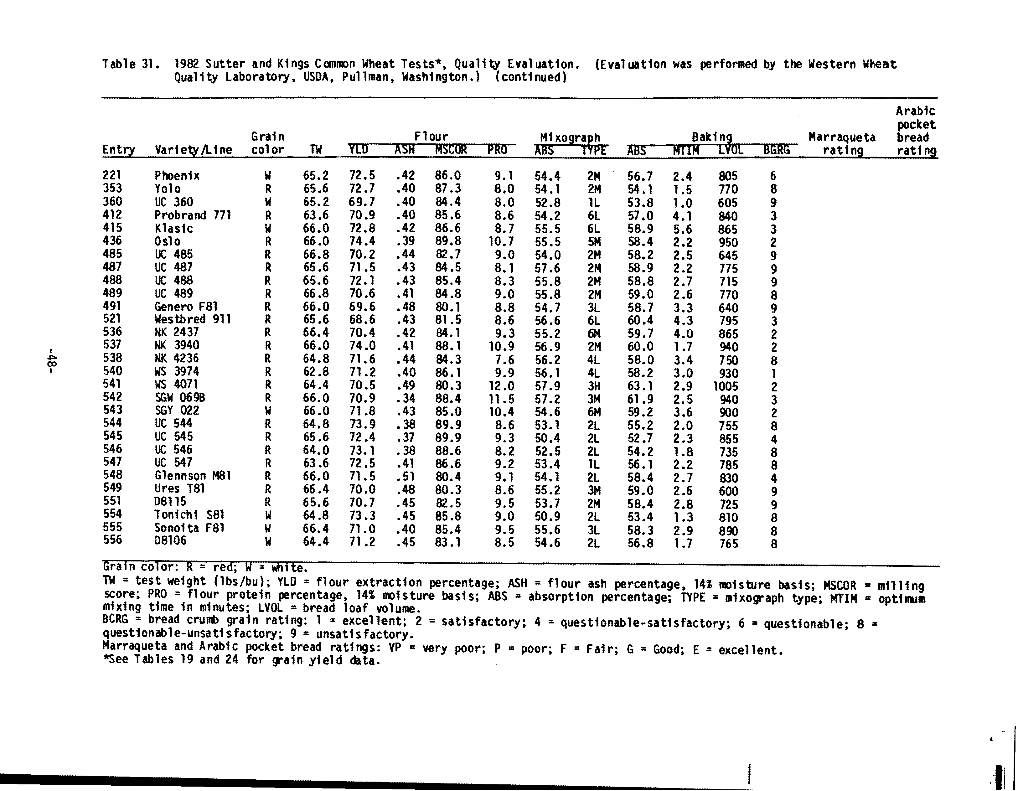 Table 31. 1982 Sutter and Kings Common Wheat Tests*, Quality Evaluation. (Evaluation was performed by the Western Wheat
Quality Laboratory, USDA, Pullman, Washington.) (continued)
Arabic
pocket
Grain Flour Mixograph Baking Marraqueta bread
Entry Variety/Line color TW YLD ASH MSCOR PRO ABS TYPE ABS MTIM LVOL BGRG rating rating
221 Phoenix W 65.2 72.5 .42 86.0 9.1 54.4 2M 56.7 2.4 805 6
353 Yolo R 65.6 72.7 .40 87.3 8.0 54.1 2M 54.1 1.5 770 8
360 UC 360 W 65.2 69.7 .40 84.4 8.0 52.8 1L 53.8 1.0 605 9
412 Probrand 771 R 63.6 70.9 .40 85.6 8.6 54.2 6L 57.0 4.1 840 3
415 Klasic W 66.0 72.8 .42 86.6 8.7 55.5 6L 58.9 5.6 865 3
436 Oslo R 66.0 74.4 .39 89.8 10.7 55.5 5M 58.4 2.2 950 2
485 UC 485 R 66.8 70.2 .44 82.7 9.0 54.0 2M 58.2 2.5 645 9
487 UC 487 R 65.6 71.5 .43 84.5 8.1 57.6 2M 58.9 2.2 775 9
488 UC 488 R 65.6 72.1 .43 85.4 8.3 55.8 2M 58.8 2.7 715 9
489 UC 489 R 66.8 70.6 .41 84.8 9.0 55.8 2M 59.0 2.6 770 8
491 Genero F81 R 66.0 69.6 .48 80.1 8.8 54.7 3L 58.7 3.3 640 9
521 Westbred 911 R 65.6 68.6 .43 81.5 8.6 56.6 6L 60.4 4.3 795 3
536 NK 2437 R 66.4 70.4 .42 84.1 9.3 55.2 6M 59.7 4.0 865 2
537 NK 3940 R 66.0 74.0 .41 88.1 10.9 56.9 2M 60.0 1.7 940 2
538 NK 4236 R 64.8 71.6 .44 84.3 7.6 56.2 4L 58.0 3.4 750 8
540 WS 3974 R 62.8 71.2 .40 86.1 9.9 56.1 4L 58.2 3.0 930 1
541 WS 4071 R 64.4 70.5 .49 80.3 12.0 57.9 3H 63.1 2.9 1005 2
542 SGW 069B R 66.0 70.9 .34 88.4 11.5 57.2 3M 61.9 2.5 940 3
543 SGY 022 W 66.0 71.8 .43 85.0 10.4 54.6 6M 59.2 3.6 900 2
544 UC 544 R 64.8 73.9 .38 89.9 8.6 53.1 2L 55.2 2.0 755 8
545 UC 545 R 65.6 72.4 .37 89.9 9.3 50.4 2L 52.7 2.3 855 4
546 UC 546 R 64.0 73.1 .38 88.6 8.2 52.5 2L 54.2 1.8 735 8
547 UC 547 R 63.6 72.5 .41 86.6 9.2 53.4 1L 56.1 2.2 785 8
548 Glennson M81 R 66.0 71.5 .51 80.4 9.1 54.1 2L 58.4 2.7 830 4
549 Ures T81 R 66.4 70.0 .48 80.3 8.6 55.2 3M 59.0 2.6 600 9
551 D8115 R 65.6 70.7 .45 82.5 9.5 53.7 2M 58.4 2.8 725 9
554 Tonichi S81 W 64.8 73.3 .45 85.8 9.0 50.9 2L 53.4 1.3 810 8
555 Sonoita F81 W 66.4 71.0 .40 85.4 9.5 55.6 3L 58.3 2.9 890 8
556 D8106 W 64.4 71.2 .45 83.1 8.5 54.6 2L 56.8 1.7 765 8
Grain color: R = red; W = white.
TW = test weight (lbs/bu); YLD = flour extraction percentage; ASH = flour ash percentage, 14% moisture basis; MSCOR = milling
score; PRO = flour protein percentage, 14% moisture basis; ABS = absorption percentage; TYPE = mixograph type; MTIM = optimum
mixing time in minutes; LVOL = bread loaf volume.
BCRG = bread crumb grain rating: 1 = excellent; 2 = satisfactory; 4 = questionable-satisfactory; 6 = questionable; 8 =
questionable-unsatisfactory; 9 = unsatisfactory.
Marraqueta and Arabic pocket bread ratings: VP = very poor; P = poor; F = Fair; G = Good; E = excellent.
*See Tables 19 and 24 for grain yield data.
-48-